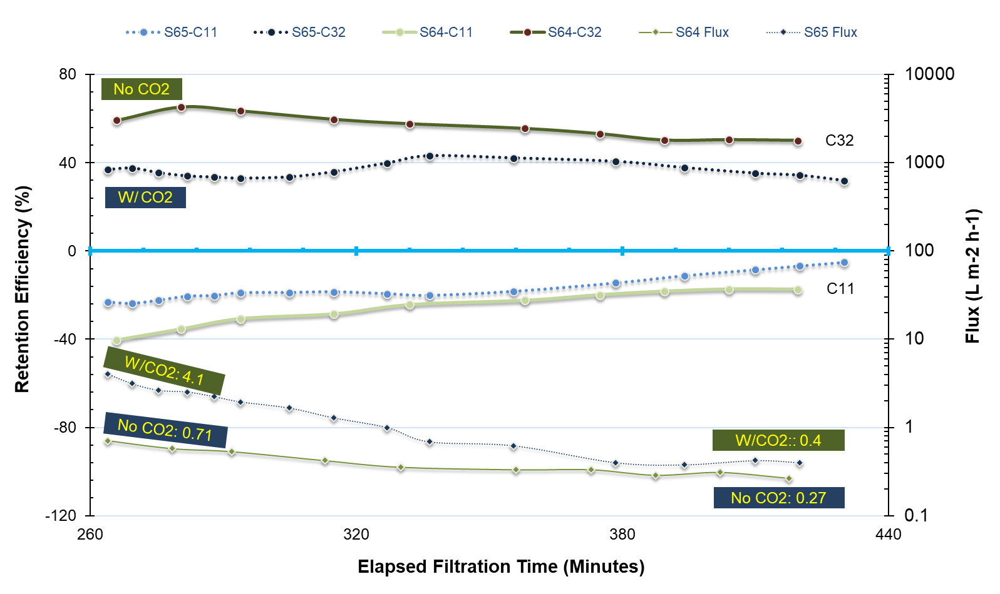 S65-C11 S65-C32 S64-C11 S64-C32 S64 Flux S65 Flux
80 10000
No CO2
C32
40 1000
W/ CO2
0 100
C11
-40 10
W/CO2: 4.1
No CO2: 0.71
-80 1
W/CO2:: 0.4
No CO2: 0.27
-120 0.1
260 320 380 440
Retention Efficiency (%)
Flux (L m-2 h-1)
Elapsed Filtration Time (Minutes)